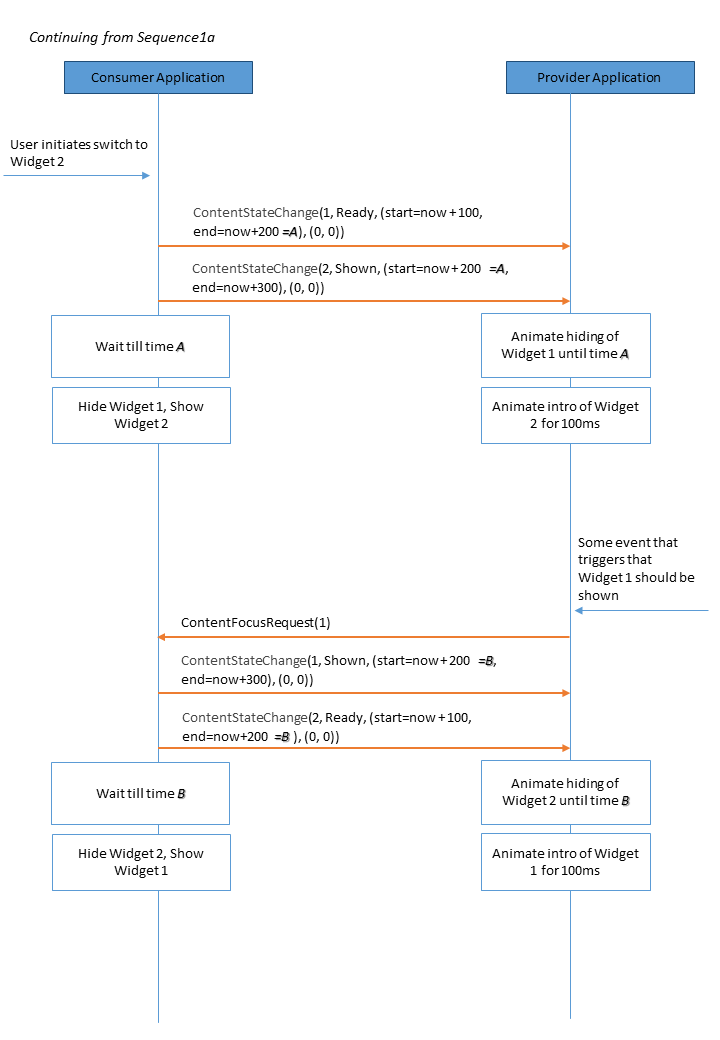 Continuing from Sequence1a
Consumer Application
Provider Application
User initiates switch to
Widget 2
ContentStateChange(1, Ready, (start=now+100,
end=now+200 =A), (0, 0))
ContentStateChange(2, Shown, (start=now+200 =A,
end=now+300), (0, 0))
Wait till time A
Animate hiding of
Widget 1 until time A
Hide Widget 1, Show
Widget 2
Animate intro of Widget
2 for 100ms
Some event that
triggers that
Widget 1 should be
shown
ContentFocusRequest(1)
ContentStateChange(1, Shown, (start=now+200 =B,
end=now+300), (0, 0))
ContentStateChange(2, Ready, (start=now+100,
end=now+200 =B ), (0, 0))
Wait till time B
Animate hiding of
Widget 2 until time B
Hide Widget 2, Show
Widget 1
Animate intro of Widget
1 for 100ms